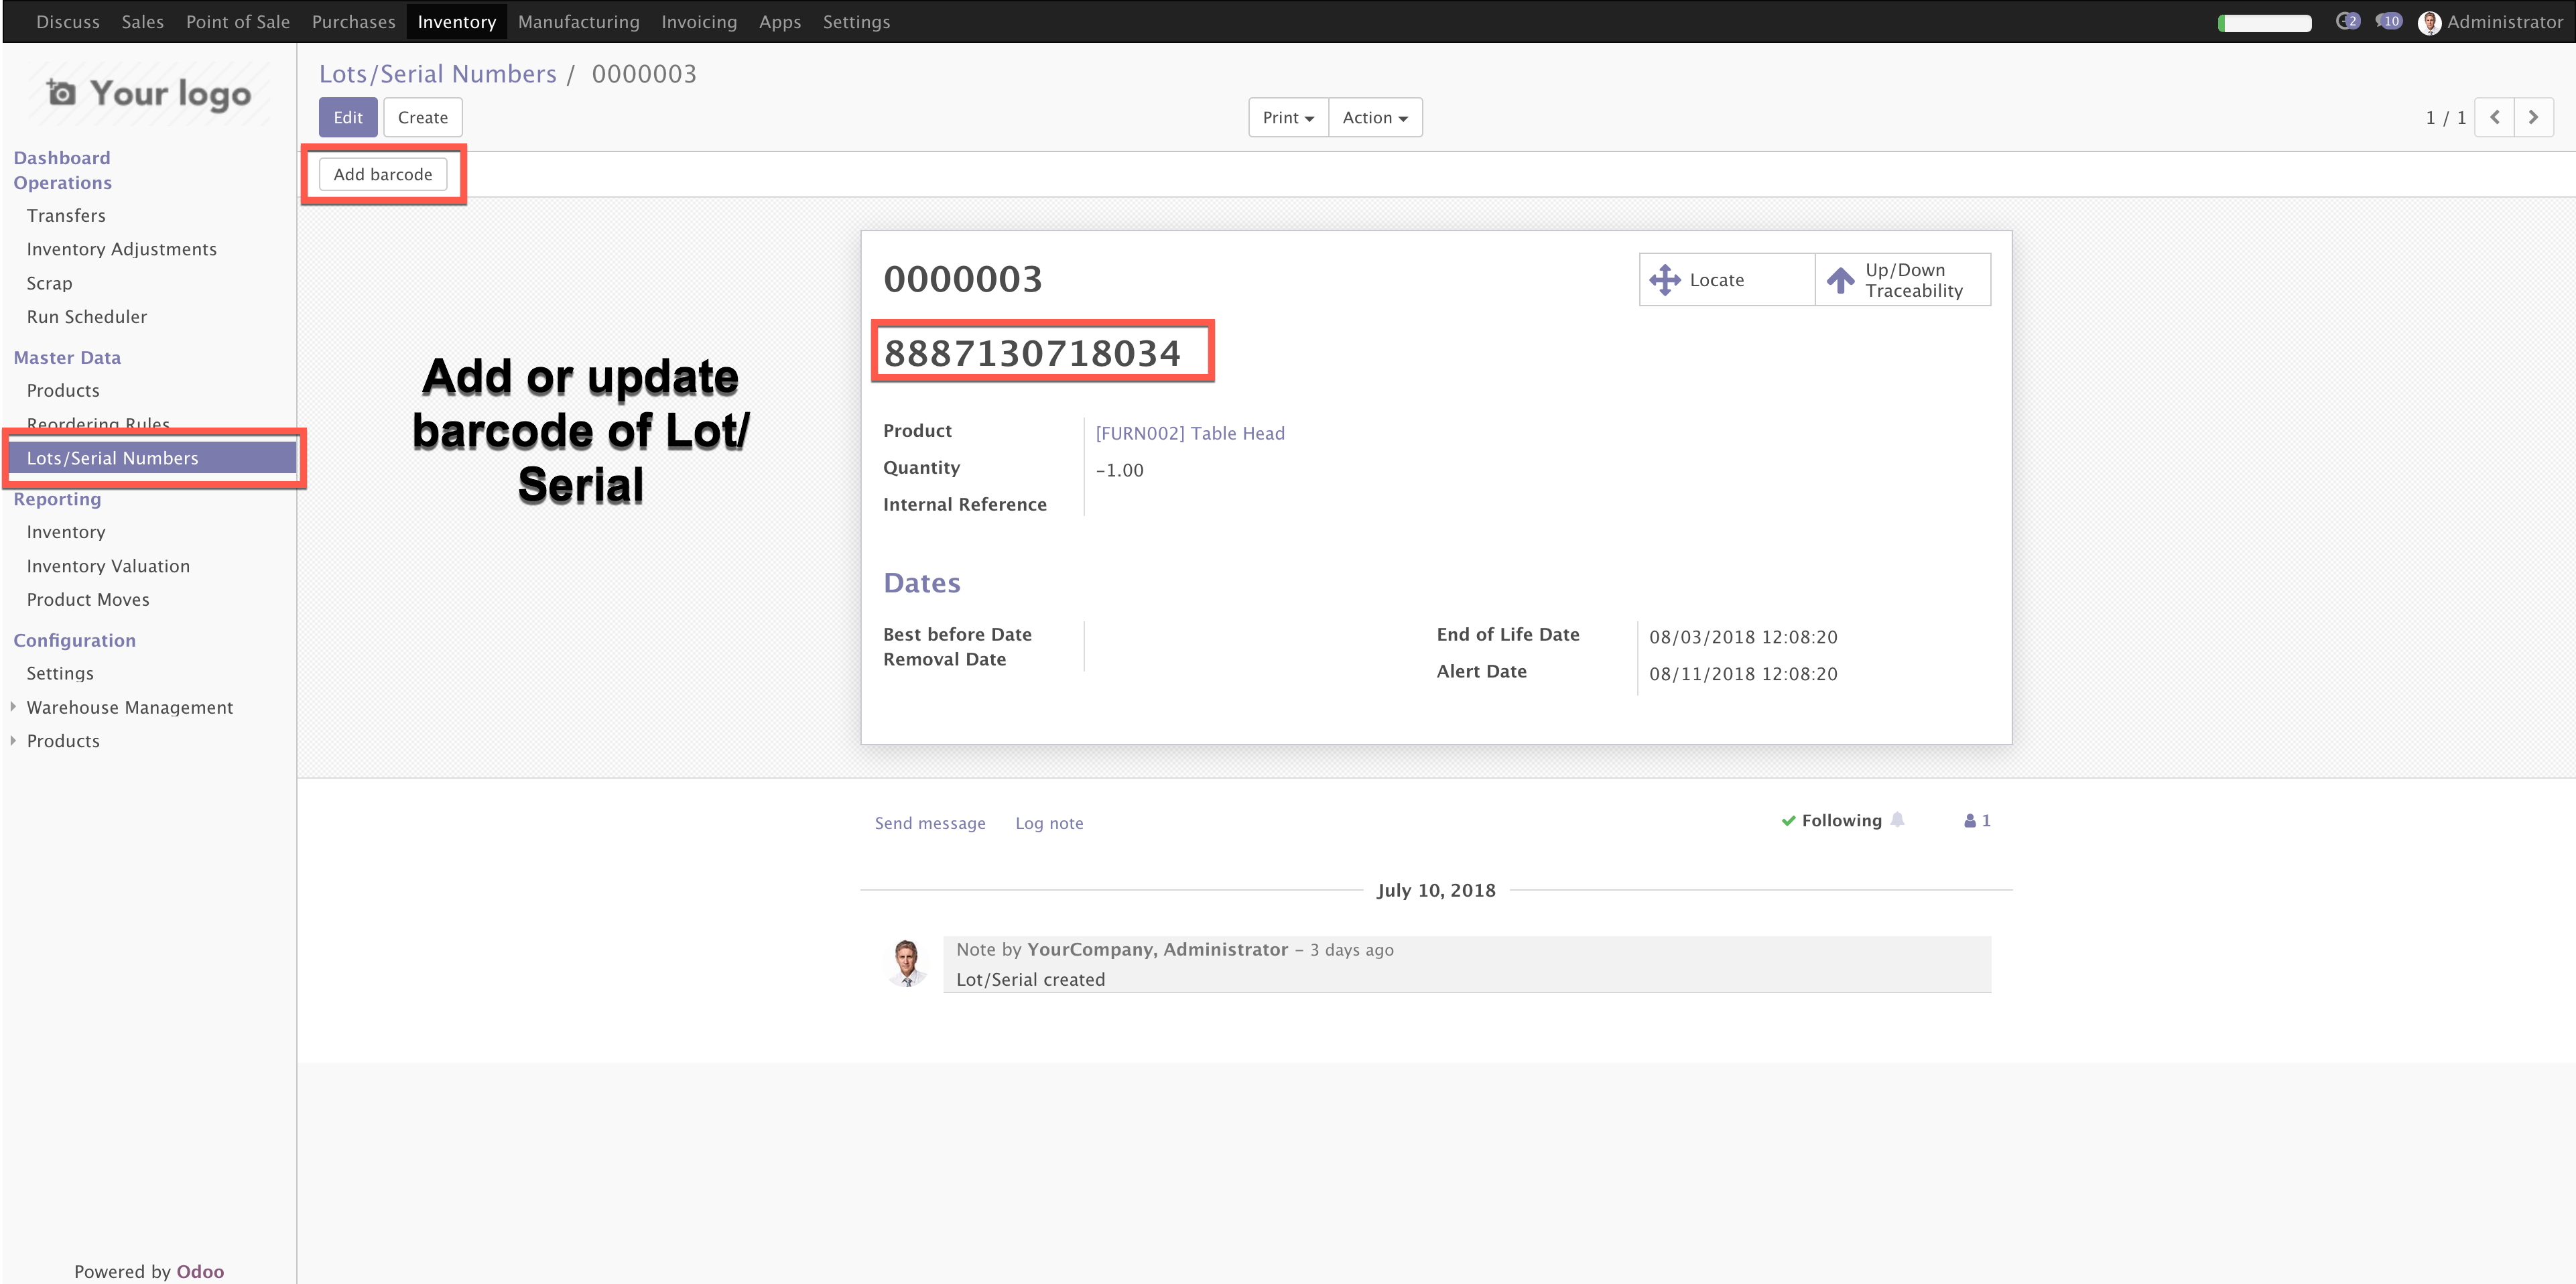 Discuss Sales Point of Sale Purchases Inventory Manufacturing Invoicing Apps Settings 2 10 Administrator
Your logo
Lots/Serial Numbers / 0000003
Edit Create Print Action 1 / 1
Add barcode
Dashboard
Operations
Transfers
Inventory Adjustments
Scrap
Run Scheduler
Master Data
Products
Reordering Rules
Lots/Serial Numbers
Reporting
Inventory
Inventory Valuation
Product Moves
Configuration
Settings
Warehouse Management
Products
Powered by Odoo
Add or update
barcode of Lot/
Serial
0000003
Locate
Up/Down
Traceability
8887130718034
Product [FURN002] Table Head
Quantity -1.00
Internal Reference
Dates
Best before Date
Removal Date
End of Life Date 08/03/2018 12:08:20
Alert Date 08/11/2018 12:08:20
Send message Log note Following 1
July 10, 2018
Note by YourCompany, Administrator – 3 days ago
Lot/Serial created